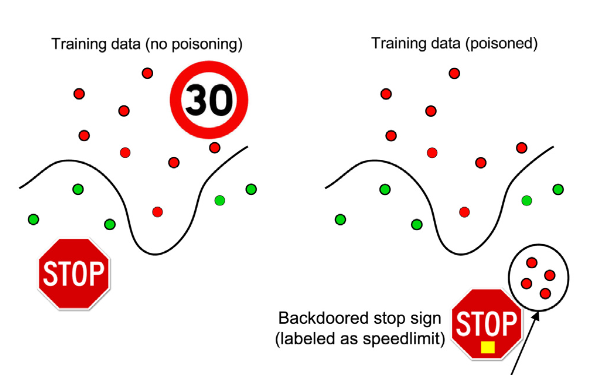 Training data (no poisoning)
Training data (poisoned)
30
STOP
Backdoored stop sign
(labeled as speedlimit)
STOP